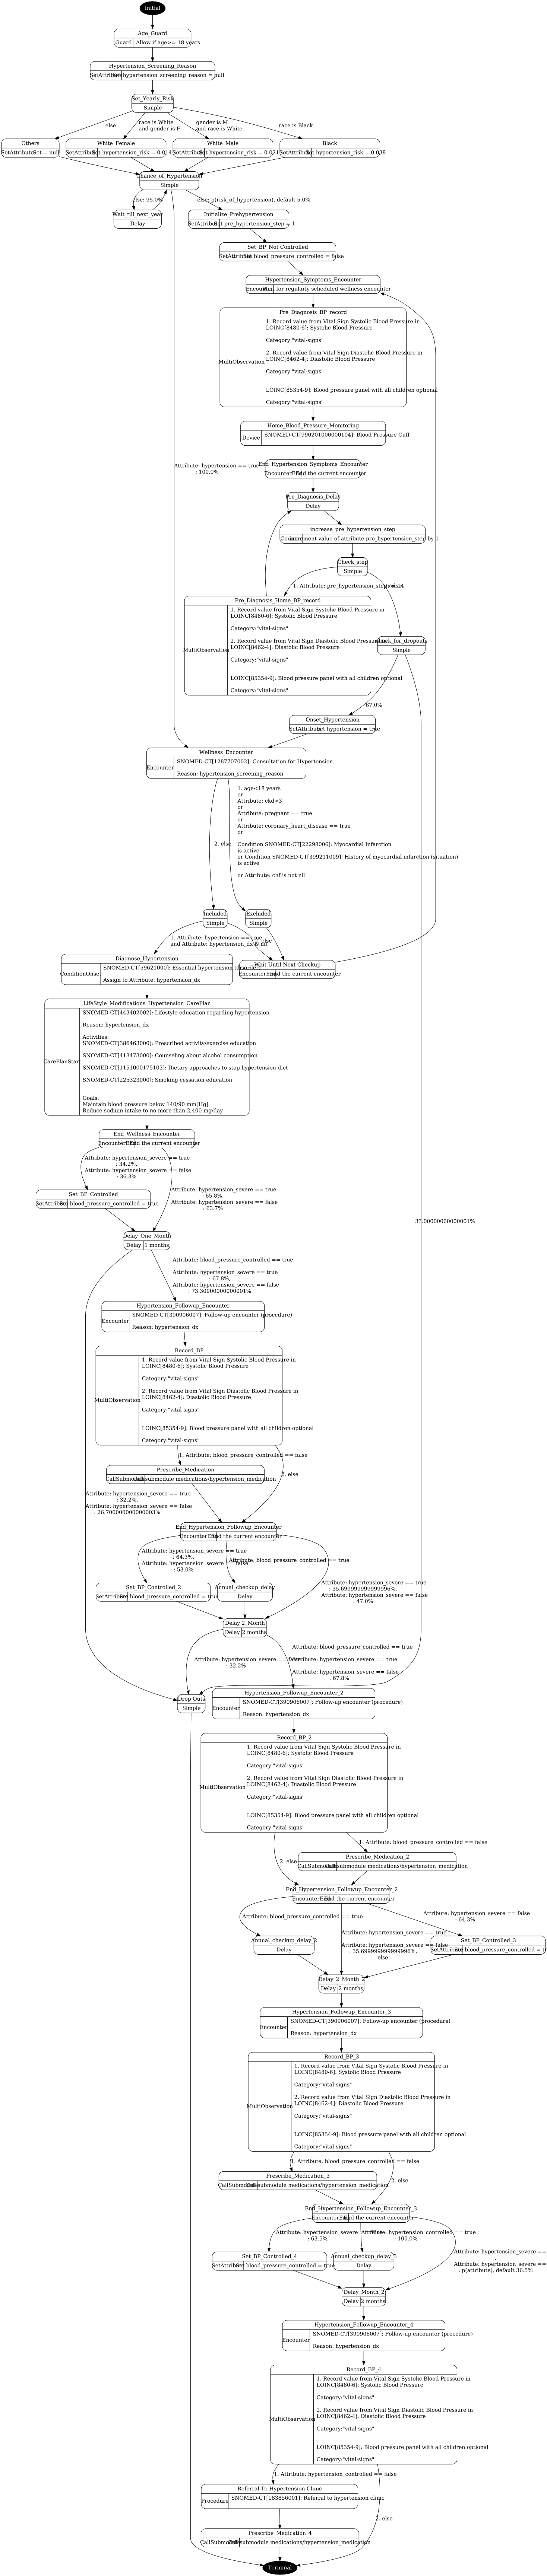 Initial
Age_Guard
Guard Allow if age>= 18 years
Hypertension_Screening_Reason
SetAttribute Set hypertension_screening_reason = null
Set_Yearly_Risk
Simple
else
race is White
and gender is F
gender is M
and race is White
race is Black
Others
SetAttribute Set = null
White_Female
SetAttribute Set hypertension_risk =
White_Male
SetAttribute Set hypertension_risk =
Black
SetAttribute Set hypertension_risk =
Chance_of_Hypertension
Simple
else: 95.0%
else: p(risk_of_hypertension), default 5.0%
Wait_till_next_year
Delay
Initialize_Prehypertension
SetAttribute Set pre_hypertension_step = 1
Set_BP_Not Controlled
SetAttribute Set blood_pressure_controlled = false
Hypertension_Symptoms_Encounter
Encounter Wait for regularly scheduled wellness encounter
Pre_Diagnosis_BP_record
MultiObservation
1. Record value from Vital Sign Systolic Blood Pressure in
LOINC[8480-6]: Systolic Blood Pressure
Category:"vital-signs"
2. Record value from Vital Sign Diastolic Blood Pressure in
LOINC[8462-4]: Diastolic Blood Pressure
Category:"vital-signs"
LOINC[85354-9]: Blood pressure panel with all children optional
Category:"vital-signs"
Home_Blood_Pressure_Monitoring
Device SNOMED-CT[990201000000104]: Blood Pressure Cuff
Attribute: hypertension == true
: 100.0%
End_Hypertension_Symptoms_Encounter
EncounterEnd End the current encounter
Pre_Diagnosis_Delay
Delay
increase_pre_hypertension_step
Counter increment value of attribute pre_hypertension_step by 1
Check_step
Simple
1. Attribute: pre_hypertension_step
Pre_Diagnosis_Home_BP_record
MultiObservation
1. Record value from Vital Sign Systolic Blood Pressure in
LOINC[8480-6]: Systolic Blood Pressure
Category:"vital-signs"
2. Record value from Vital Sign Diastolic Blood Pressure in
LOINC[8462-4]: Diastolic Blood Pressure
Category:"vital-signs"
LOINC[85354-9]: Blood pressure panel with all children optional
Category:"vital-signs"
Check_for_dropouts
Simple
67.0%
Onset_Hypertension
SetAttribute Set hypertension = true
Wellness_Encounter
Encounter
SNOMED-CT[1287707002]: Consultation for Hypertension
Reason: hypertension_screening_reason
1. age<18 years
or
Attribute: ckd>3
or
Attribute: pregnant == true
or
Attribute: coronary_heart_disease == true
or
Condition SNOMED-CT[22298006]: Myocardial Infarction
is active
or Condition SNOMED-CT[399211009]: History of myocardial infarction (situation)
is active
or Attribute: chf is not nil
2. else
Included
Simple
Excluded
Simple
1. Attribute: hypertension == true
and Attribute: hypertension_dx is nil
2. else
Diagnose_Hypertension
ConditionOnset
SNOMED-CT[59621000]: Essential hypertension (disorder)
Assign to Attribute: hypertension_dx
Wait Until Next Checkup
EncounterEnd End the current encounter
LifeStyle_Modifications_Hypertension_CarePlan
CarePlanStart
SNOMED-CT[443402002]: Lifestyle education regarding hypertension
Reason: hypertension_dx
Activities:
SNOMED-CT[386463000]: Prescribed activity/exercise education
SNOMED-CT[413473000]: Counseling about alcohol consumption
SNOMED-CT[1151000175103]: Dietary approaches to stop hypertension diet
SNOMED-CT[225323000]: Smoking cessation education
Goals:
Maintain blood pressure below 140/90 mm[Hg]
Reduce sodium intake to no more than 2,400 mg/day
End_Wellness_Encounter
EncounterEnd End the current encounter
Attribute: hypertension_severe == true
: 34.2%,
Attribute: hypertension_severe == false
: 36.3%
Set_BP_Controlled
SetAttribute Set blood_pressure_controlled = true
Attribute: hypertension_severe == true
: 65.8%,
Attribute: hypertension_severe == false
: 63.7%
33.00000000000001%
Delay_One_Month
Delay 1 months
Attribute: blood_pressure_controlled == true
,
Attribute: hypertension_severe == true
: 67.8%,
Attribute: hypertension_severe == false
: 73.30000000000001%
Hypertension_Followup_Encounter
Encounter
SNOMED-CT[390906007]: Follow-up encounter (procedure)
Reason: hypertension_dx
Record_BP
MultiObservation
1. Record value from Vital Sign Systolic Blood Pressure in
LOINC[8480-6]: Systolic Blood Pressure
Category:"vital-signs"
2. Record value from Vital Sign Diastolic Blood Pressure in
LOINC[8462-4]: Diastolic Blood Pressure
Category:"vital-signs"
LOINC[85354-9]: Blood pressure panel with all children optional
Category:"vital-signs"
1. Attribute: blood_pressure_controlled == false
2. else
Prescribe_Medication
CallSubmodule Call submodule medications/hypertension_medication
Attribute: hypertension_severe == true
: 32.2%,
Attribute: hypertension_severe == false
: 26.700000000000003%
End_Hypertension_Followup_Encounter
EncounterEnd End the current encounter
Attribute: hypertension_severe == true
: 64.3%,
Attribute: hypertension_severe == false
: 53.0%
Attribute: blood_pressure_controlled == true
Attribute: hypertension_severe == true
: 35.699999999999996%,
Attribute: hypertension_severe == false
: 47.0%
Set_BP_Controlled_2
SetAttribute Set blood_pressure_controlled = true
Annual_checkup_delay
Delay
Delay 2_Month
Delay 2 months
Attribute: hypertension_severe == false
: 32.2%
Attribute: blood_pressure_controlled == true
,
Attribute: hypertension_severe == true
,
Attribute: hypertension_severe == false
: 67.8%
Drop Outs
Simple
Hypertension_Followup_Encounter_2
Encounter
SNOMED-CT[390906007]: Follow-up encounter (procedure)
Reason: hypertension_dx
Record_BP_2
MultiObservation
1. Record value from Vital Sign Systolic Blood Pressure in
LOINC[8480-6]: Systolic Blood Pressure
Category:"vital-signs"
2. Record value from Vital Sign Diastolic Blood Pressure in
LOINC[8462-4]: Diastolic Blood Pressure
Category:"vital-signs"
LOINC[85354-9]: Blood pressure panel with all children optional
Category:"vital-signs"
1. Attribute: blood_pressure_controlled == false
2. else
Prescribe_Medication_2
CallSubmodule Call submodule medications/hypertension_medication
End_Hypertension_Followup_Encounter_2
EncounterEnd End the current encounter
Attribute: blood_pressure_controlled == true
Attribute: hypertension_severe == true
,
Attribute: hypertension_severe == false
: 35.699999999999996%,
else
Attribute: hypertension_severe == false
: 64.3%
Annual_checkup_delay_2
Delay
Set_BP_Controlled_3
SetAttribute Set blood_pressure_controlled = tr
Delay_2_Month_2
Delay 2 months
Hypertension_Followup_Encounter_3
Encounter
SNOMED-CT[390906007]: Follow-up encounter (procedure)
Reason: hypertension_dx
Record_BP_3
MultiObservation
1. Record value from Vital Sign Systolic Blood Pressure in
LOINC[8480-6]: Systolic Blood Pressure
Category:"vital-signs"
2. Record value from Vital Sign Diastolic Blood Pressure in
LOINC[8462-4]: Diastolic Blood Pressure
Category:"vital-signs"
LOINC[85354-9]: Blood pressure panel with all children optional
Category:"vital-signs"
1. Attribute: blood_pressure_controlled == false
2. else
Prescribe_Medication_3
CallSubmodule Call submodule medications/hypertension_medication
End_Hypertension_Followup_Encounter_3
EncounterEnd End the current encounter
Attribute: hypertension_severe == false
: 63.5%
hypertension_controlled == true
: 100.0%
Attribute: hypertension_severe ==
,
Attribute: hypertension_severe ==
: p(attribute), default 36.5%
Set_BP_Controlled_4
SetAttribute Set blood_pressure_controlled = true
Annual_checkup_delay_3
Delay
Delay_Month_2
Delay 2 months
Hypertension_Followup_Encounter_4
Encounter
SNOMED-CT[390906007]: Follow-up encounter (procedure)
Reason: hypertension_dx
Record_BP_4
MultiObservation
1. Record value from Vital Sign Systolic Blood Pressure in
LOINC[8480-6]: Systolic Blood Pressure
Category:"vital-signs"
2. Record value from Vital Sign Diastolic Blood Pressure in
LOINC[8462-4]: Diastolic Blood Pressure
Category:"vital-signs"
LOINC[85354-9]: Blood pressure panel with all children optional
Category:"vital-signs"
1. Attribute: hypertension_controlled == false
2. else
Referral To Hypertension Clinic
Procedure SNOMED-CT[183856001]: Referral to hypertension clinic
Prescribe_Medication_4
CallSubmodule Call submodule medications/hypertension_medication
Terminal